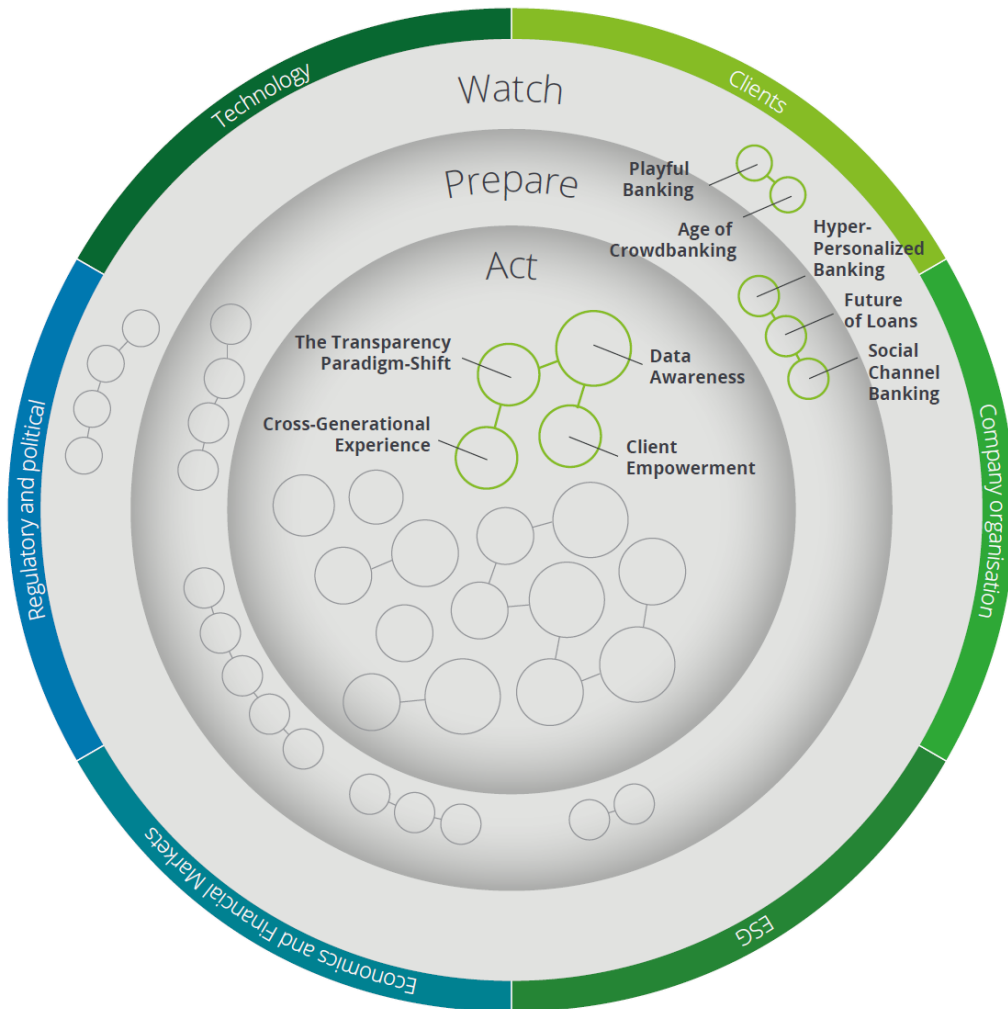 Technology
Clients
Watch
Prepare
Act
Playful
Banking
Age of
Crowdbanking
Hyper-
Personalized
Banking
Future
of Loans
Social
Channel
Banking
The Transparency
Paradigm-Shift
Data
Awareness
Cross-Generational
Experience
Client
Empowerment
Regulatory and political
Company organisation
Economics and Financial Markets
ESG